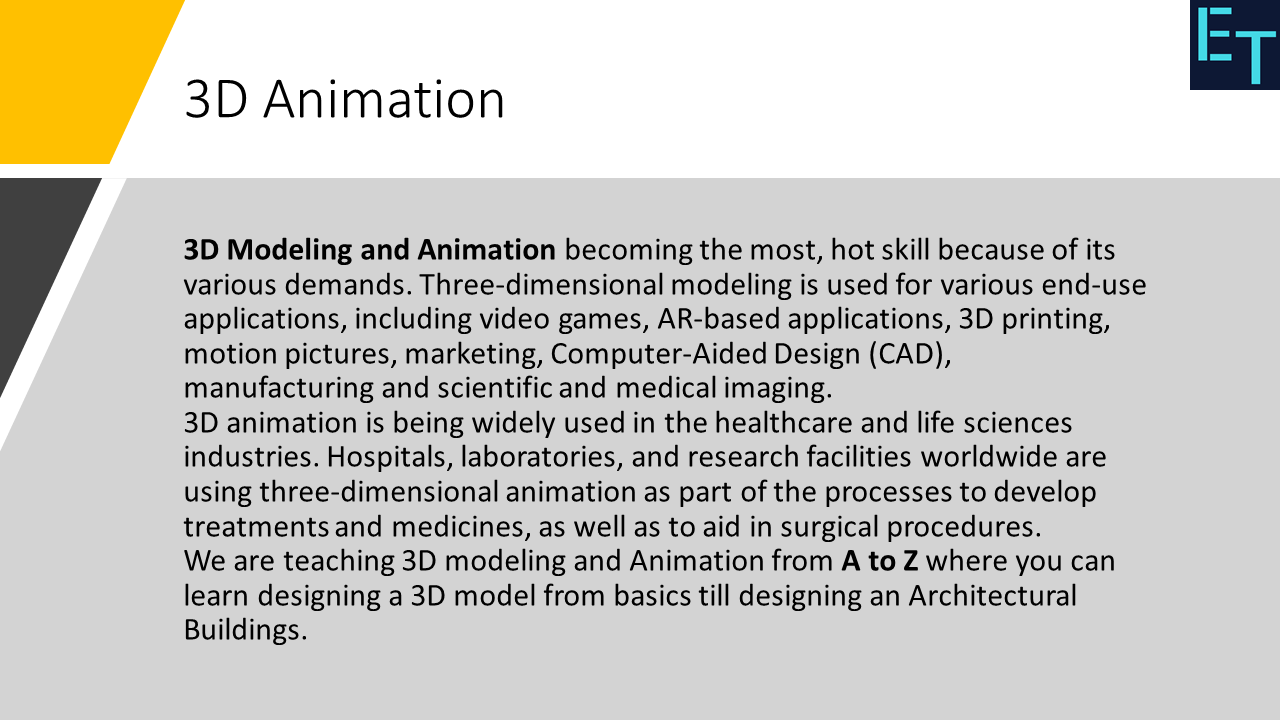 ET
3D Animation
3D Modeling and Animation becoming the most, hot skill because of its
various demands. Three-dimensional modeling is used for various end-use
applications, including video games, AR-based applications, 3D printing,
motion pictures, marketing, Computer-Aided Design (CAD),
manufacturing and scientific and medical imaging.
3D animation is being widely used in the healthcare and life sciences
industries. Hospitals, laboratories, and research facilities worldwide are
using three-dimensional animation as part of the processes to develop
treatments and medicines, as well as to aid in surgical procedures.
We are teaching 3D modeling and Animation from A to Z where you can
learn designing a 3D model from basics till designing an Architectural
Buildings.